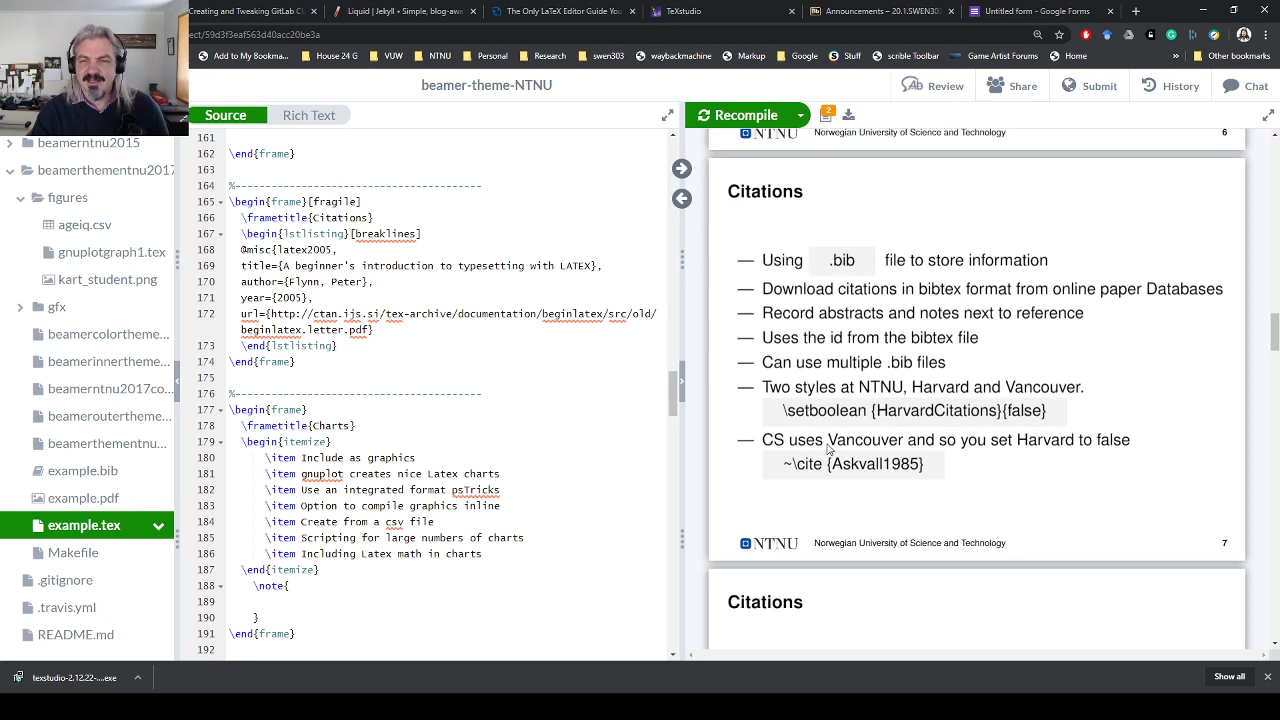 Creating and Tweaking GitLab Cl
Liquid | Jekyll • Simple, blog-aw
The Only LaTeX Editor Guide You
TeXstudio
Announcements – 20.1.SWEN303
Untitled form - Google Forms
ect/59d3f3eaf563d40acc20be3a
Add to My Bookmar...
House 24 G
VUW
NTNU
Personal
Research
swen303
waybackmachine
Markup
Google
Stuff
scrible Toolbar
Game Artist Forums
Home
Other bookmarks
beamer-theme-NTNU
Review
Share
Submit
History
Chat
Source
Rich Text
Recompile
2
beamerntnu2015
beamerthementnu2017
figures
ageiq.csv
gnuplotgraph1.tex
kart_student.png
gfx
beamercolortheme...
beamerinnertheme...
beamerntnu2017co...
beameroutertheme...
beamerthementnu...
example.bib
example.pdf
example.tex
Makefile
.gitignore
.travis.yml
README.md
161
162 \end{frame}
163
164 %---------------------------------------
165 \begin{frame}[fragile]
166 \frametitle{Citations}
167 \begin{lstlisting}[breaklines]
168 @misc{latex2005,
169 title={A beginner's introduction to typesetting with LATEX},
170 author={Flynn, Peter},
171 year={2005},
172 url={http://ctan.ijs.si/tex-archive/documentation/beginlatex/src/old/
beginlatex.letter.pdf}
173 \end{lstlisting}
174 \end{frame}
175
176 %---------------------------------------
177 \begin{frame}
178 \frametitle{Charts}
179 \begin{itemize}
180 \item Include as graphics
181 \item gnuplot creates nice Latex charts
182 \item Use an integrated format psTricks
183 \item Option to compile graphics inline
184 \item Create from a csv file
185 \item Scripting for large numbers of charts
186 \item Including Latex math in charts
187 \end{itemize}
188 \note{
189
190 }
191 \end{frame}
192
NTNU Norwegian University of Science and Technology 6
Citations
— Using .bib file to store information
— Download citations in bibtex format from online paper Databases
— Record abstracts and notes next to reference
— Uses the id from the bibtex file
— Can use multiple .bib files
— Two styles at NTNU, Harvard and Vancouver.
\setboolean {HarvardCitations}{false}
— CS uses Vancouver and so you set Harvard to false
~\cite {Askvall1985}
NTNU Norwegian University of Science and Technology 7
Citations
texstudio-2.12.22-....exe
Show all